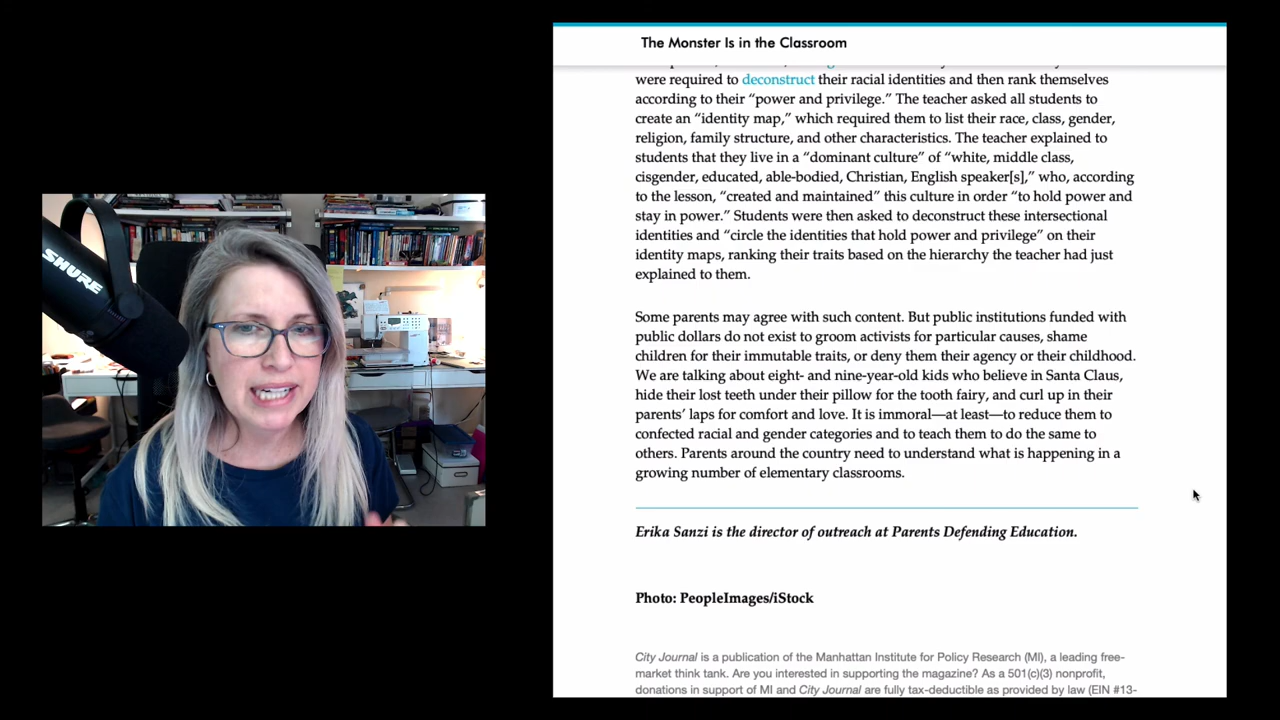 SHURE
The Monster Is in the Classroom
were required to deconstruct their racial identities and then rank themselves
according to their “power and privilege.” The teacher asked all students to
create an “identity map,” which required them to list their race, class, gender,
religion, family structure, and other characteristics. The teacher explained to
students that they live in a “dominant culture” of “white, middle class,
cisgender, educated, able-bodied, Christian, English speaker[s],” who, according
to the lesson, “created and maintained” this culture in order “to hold power and
stay in power.” Students were then asked to deconstruct these intersectional
identities and “circle the identities that hold power and privilege” on their
identity maps, ranking their traits based on the hierarchy the teacher had just
explained to them.
Some parents may agree with such content. But public institutions funded with
public dollars do not exist to groom activists for particular causes, shame
children for their immutable traits, or deny them their agency or their childhood.
We are talking about eight- and nine-year-old kids who believe in Santa Claus,
hide their lost teeth under their pillow for the tooth fairy, and curl up in their
parents’ laps for comfort and love. It is immoral—at least—to reduce them to
confected racial and gender categories and to teach them to do the same to
others. Parents around the country need to understand what is happening in a
growing number of elementary classrooms.
Erika Sanzi is the director of outreach at Parents Defending Education.
Photo: PeopleImages/iStock
City Journal is a publication of the Manhattan Institute for Policy Research (MI), a leading free-
market think tank. Are you interested in supporting the magazine? As a 501(c)(3) nonprofit,
donations in support of MI and City Journal are fully tax-deductible as provided by law (EIN #13-